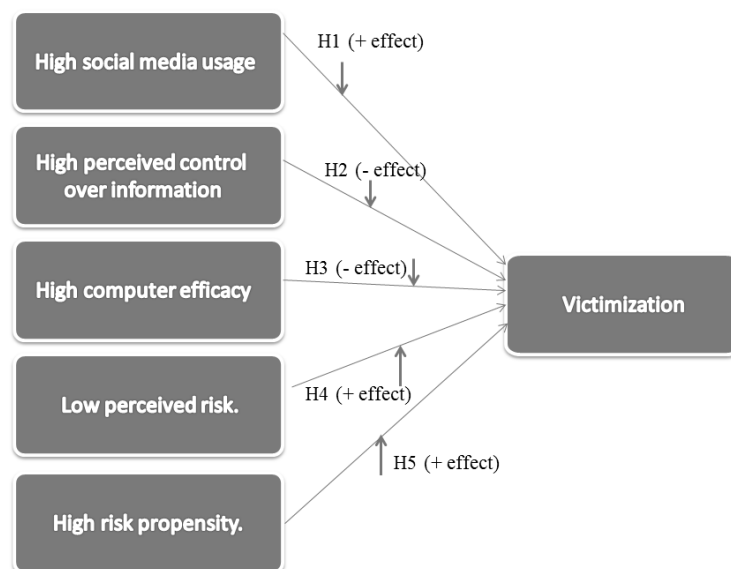 High social media usage
H1 (+ effect)
High perceived control
over information
H2 (- effect)
High computer efficacy
H3 (- effect)
Victimization
Low perceived risk.
H4 (+ effect)
High risk propensity.
H5 (+ effect)